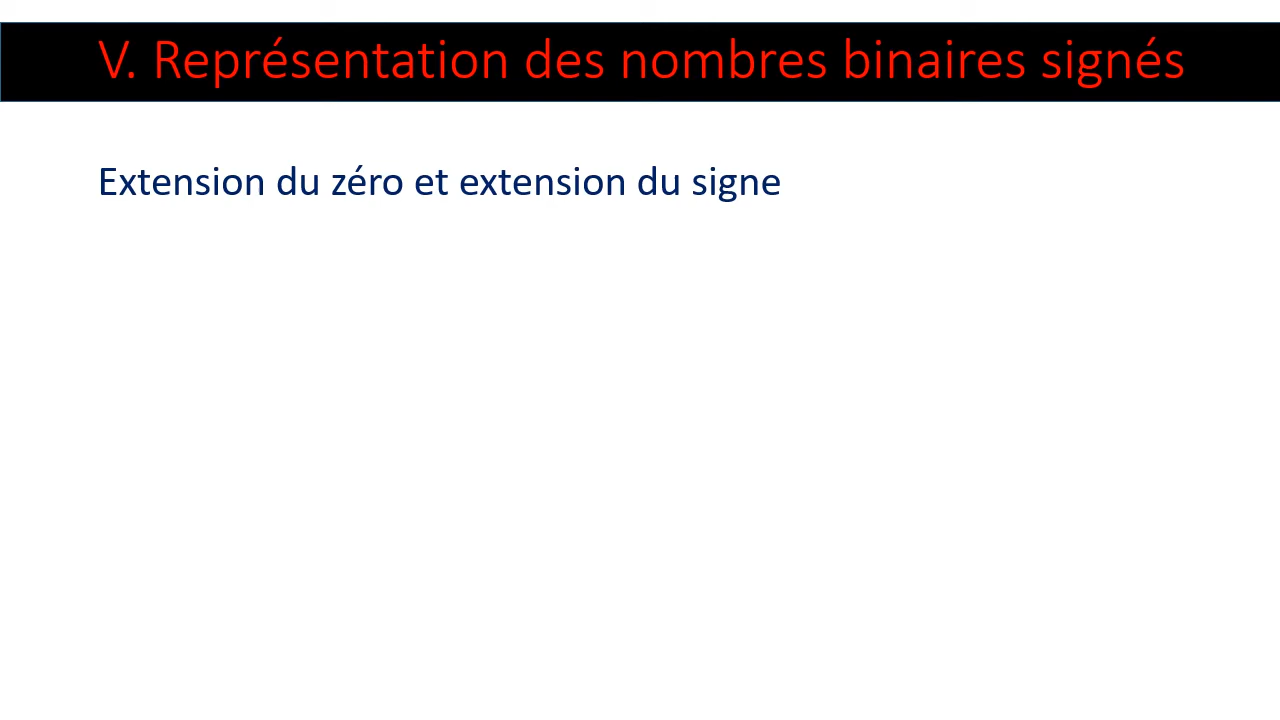 V. Représentation des nombres binaires signés
Extension du zéro et extension du signe